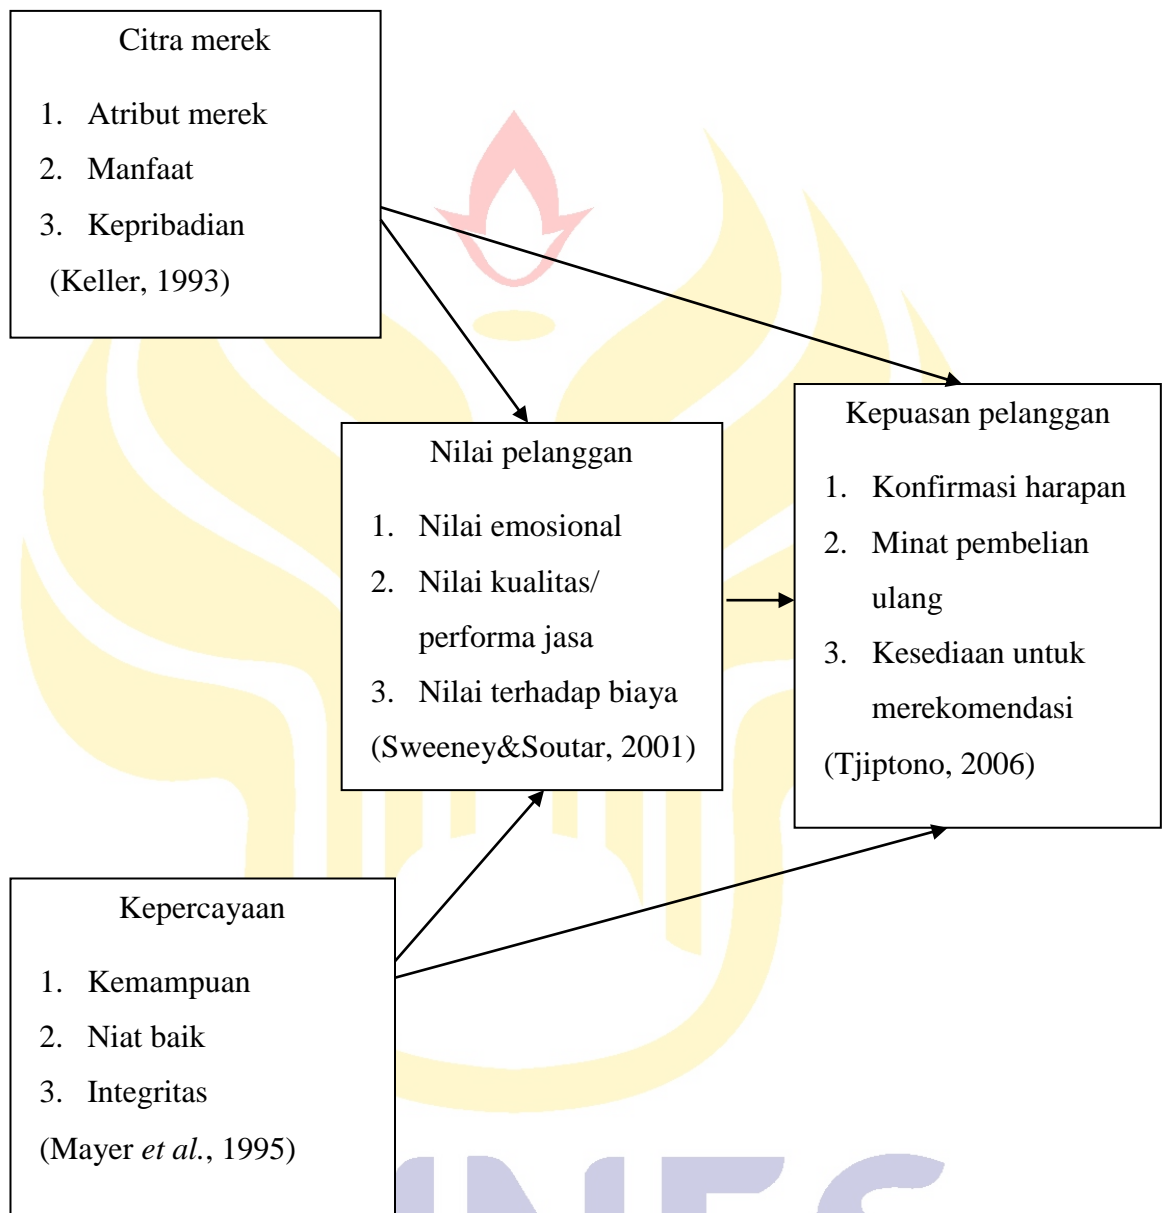 Citra merek
1. Atribut merek
2. Manfaat
3. Kepribadian
(Keller, 1993)
Nilai pelanggan
1. Nilai emosional
2. Nilai kualitas/
performa jasa
3. Nilai terhadap biaya
(Sweeney&Soutar, 2001)
Kepuasan pelanggan
1. Konfirmasi harapan
2. Minat pembelian
ulang
3. Kesediaan untuk
merekomendasi
(Tjiptono, 2006)
Kepercayaan
1. Kemampuan
2. Niat baik
3. Integritas
(Mayer et al., 1995)